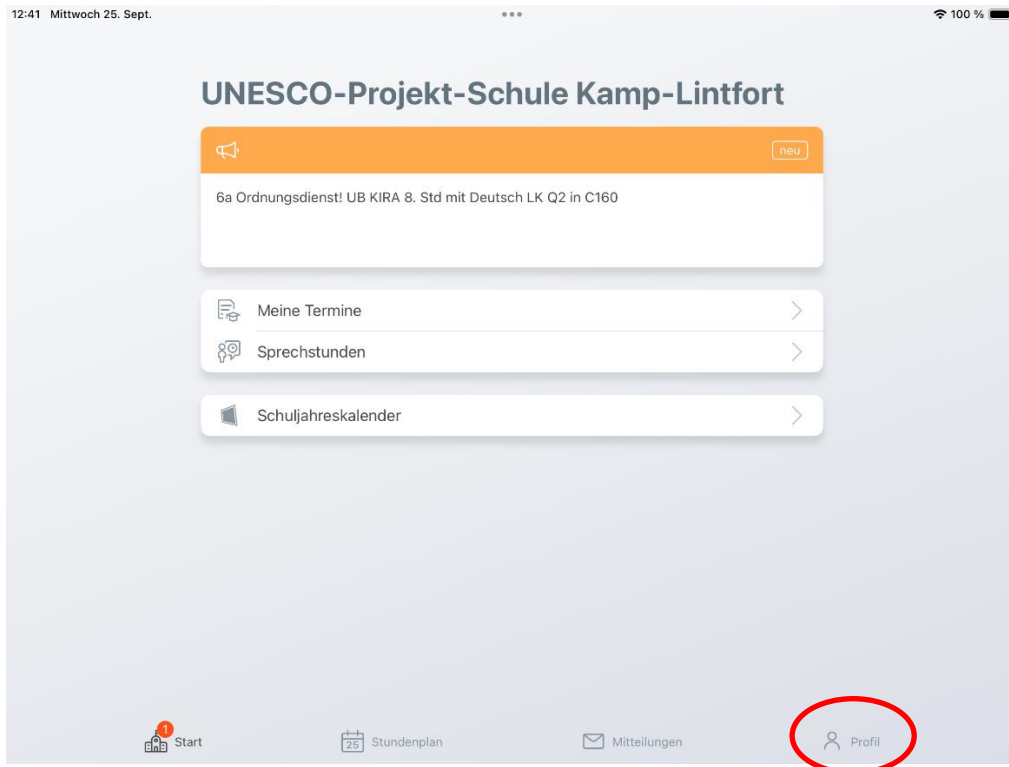 12:41 Mittwoch 25. Sept.
100 %
UNESCO-Projekt-Schule Kamp-Lintfort
neu
6a Ordnungsdienst! UB KIRA 8. Std mit Deutsch LK Q2 in C160
Meine Termine
Sprechstunden
Schuljahreskalender
1
Start
25
Stundenplan
Mitteilungen
Profil